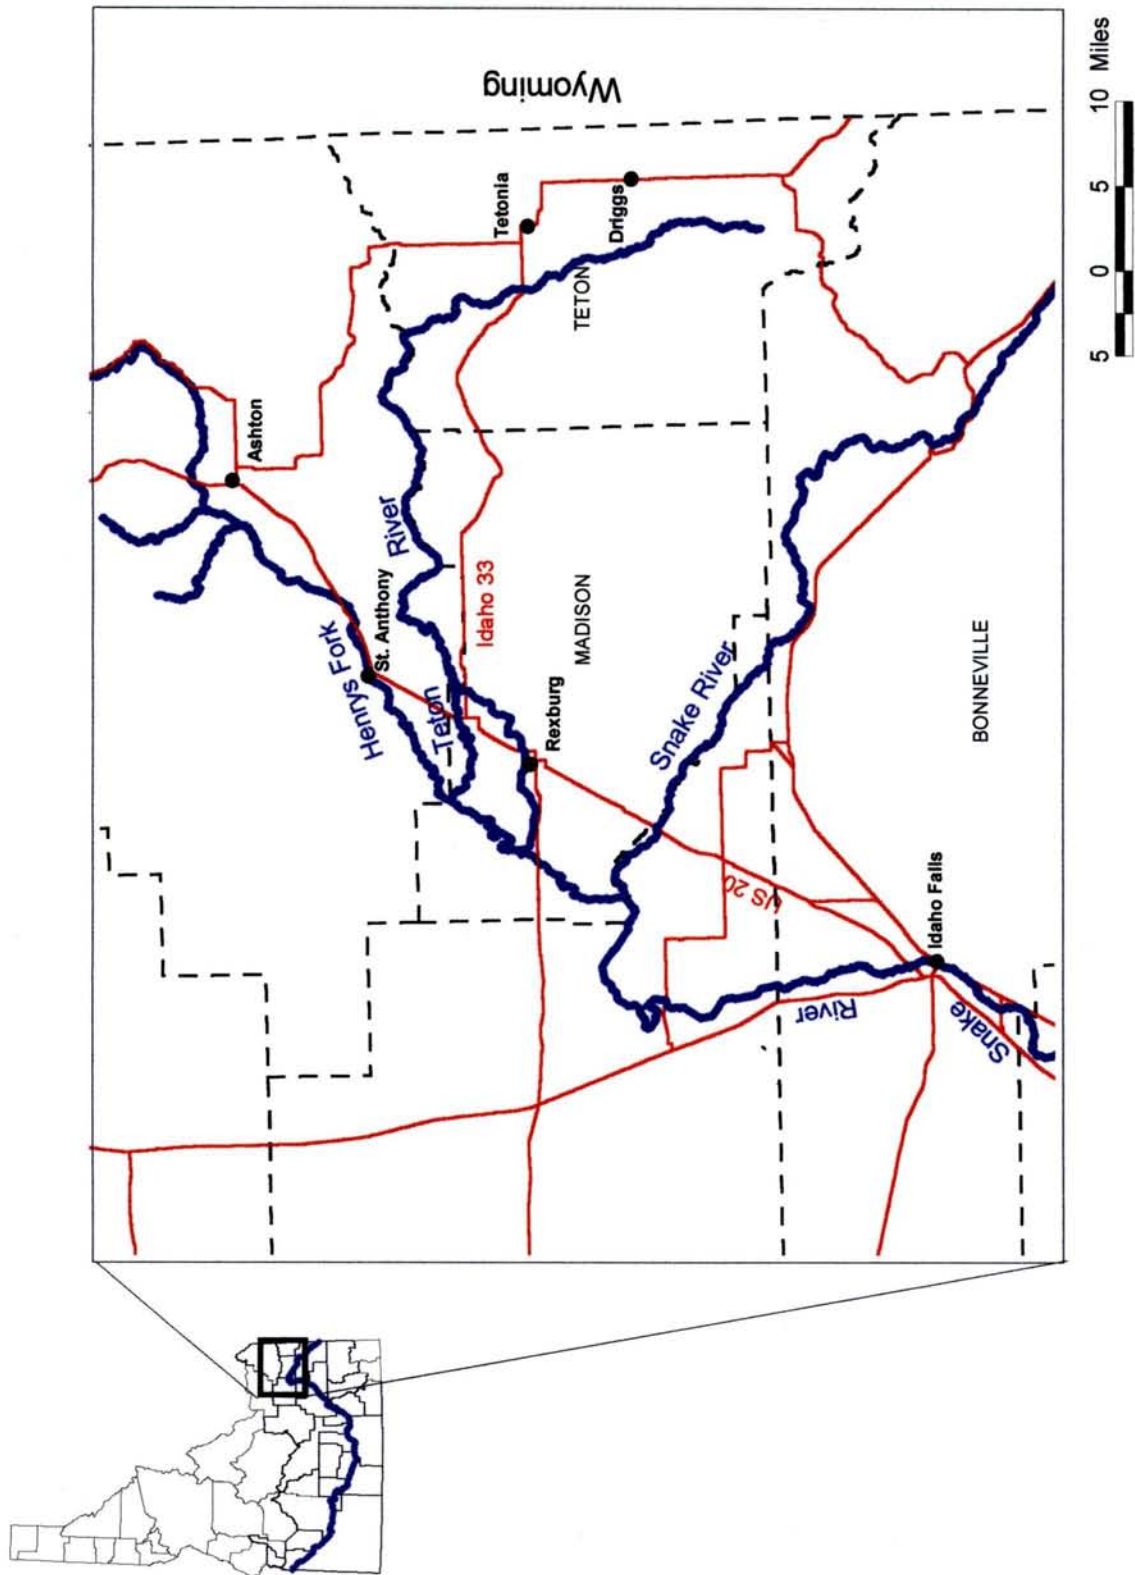 Wyoming
Ashton
Tetonia
Driggs
TETON
River
Henrys Fork
St. Anthony
Idaho 33
MADISON
Teton
Rexburg
Snake River
BONNEVILLE
US 20
Idaho Falls
River
Snake
5 0 5 10 Miles